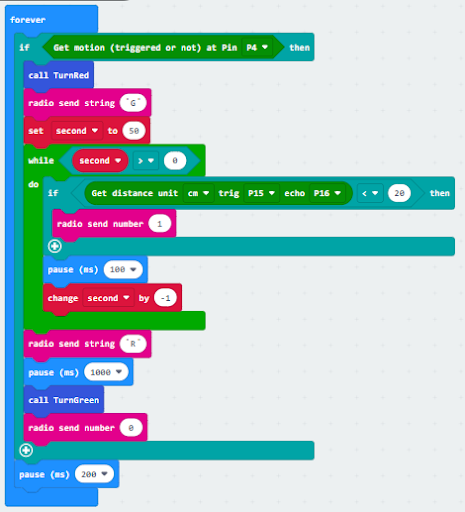 forever
if Get motion (triggered or not) at Pin P4 then
call TurnRed
radio send string "G"
set second to 50
while second > 0
do if Get distance unit cm trig P15 echo P16 < 20 then
radio send number 1
pause (ms) 100
change second by -1
radio send string "R"
pause (ms) 1000
call TurnGreen
radio send number 0
pause (ms) 200